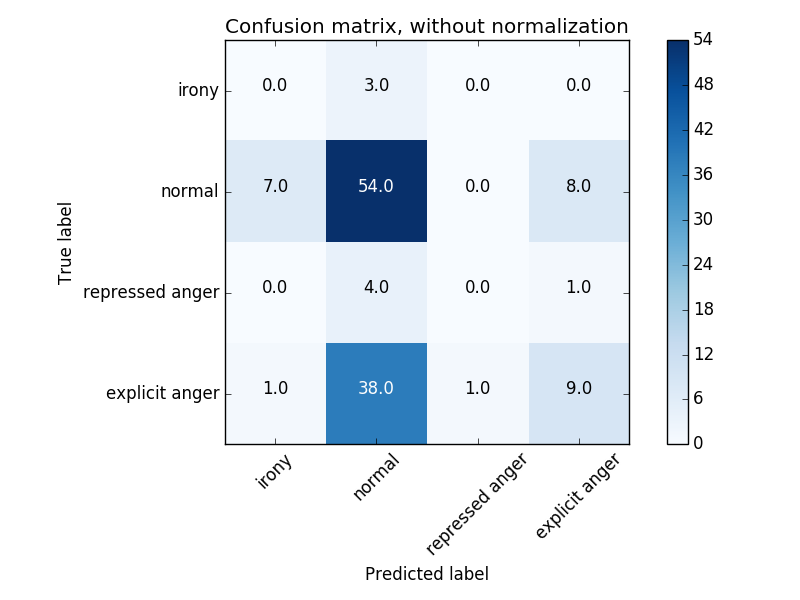 Confusion matrix, without normalization
True label
irony 0.0 3.0 0.0 0.0
normal 7.0 54.0 0.0 8.0
repressed anger 0.0 4.0 0.0 1.0
explicit anger 1.0 38.0 1.0 9.0
irony normal repressed anger explicit anger
Predicted label
54
48
42
36
30
24
18
12
6
0